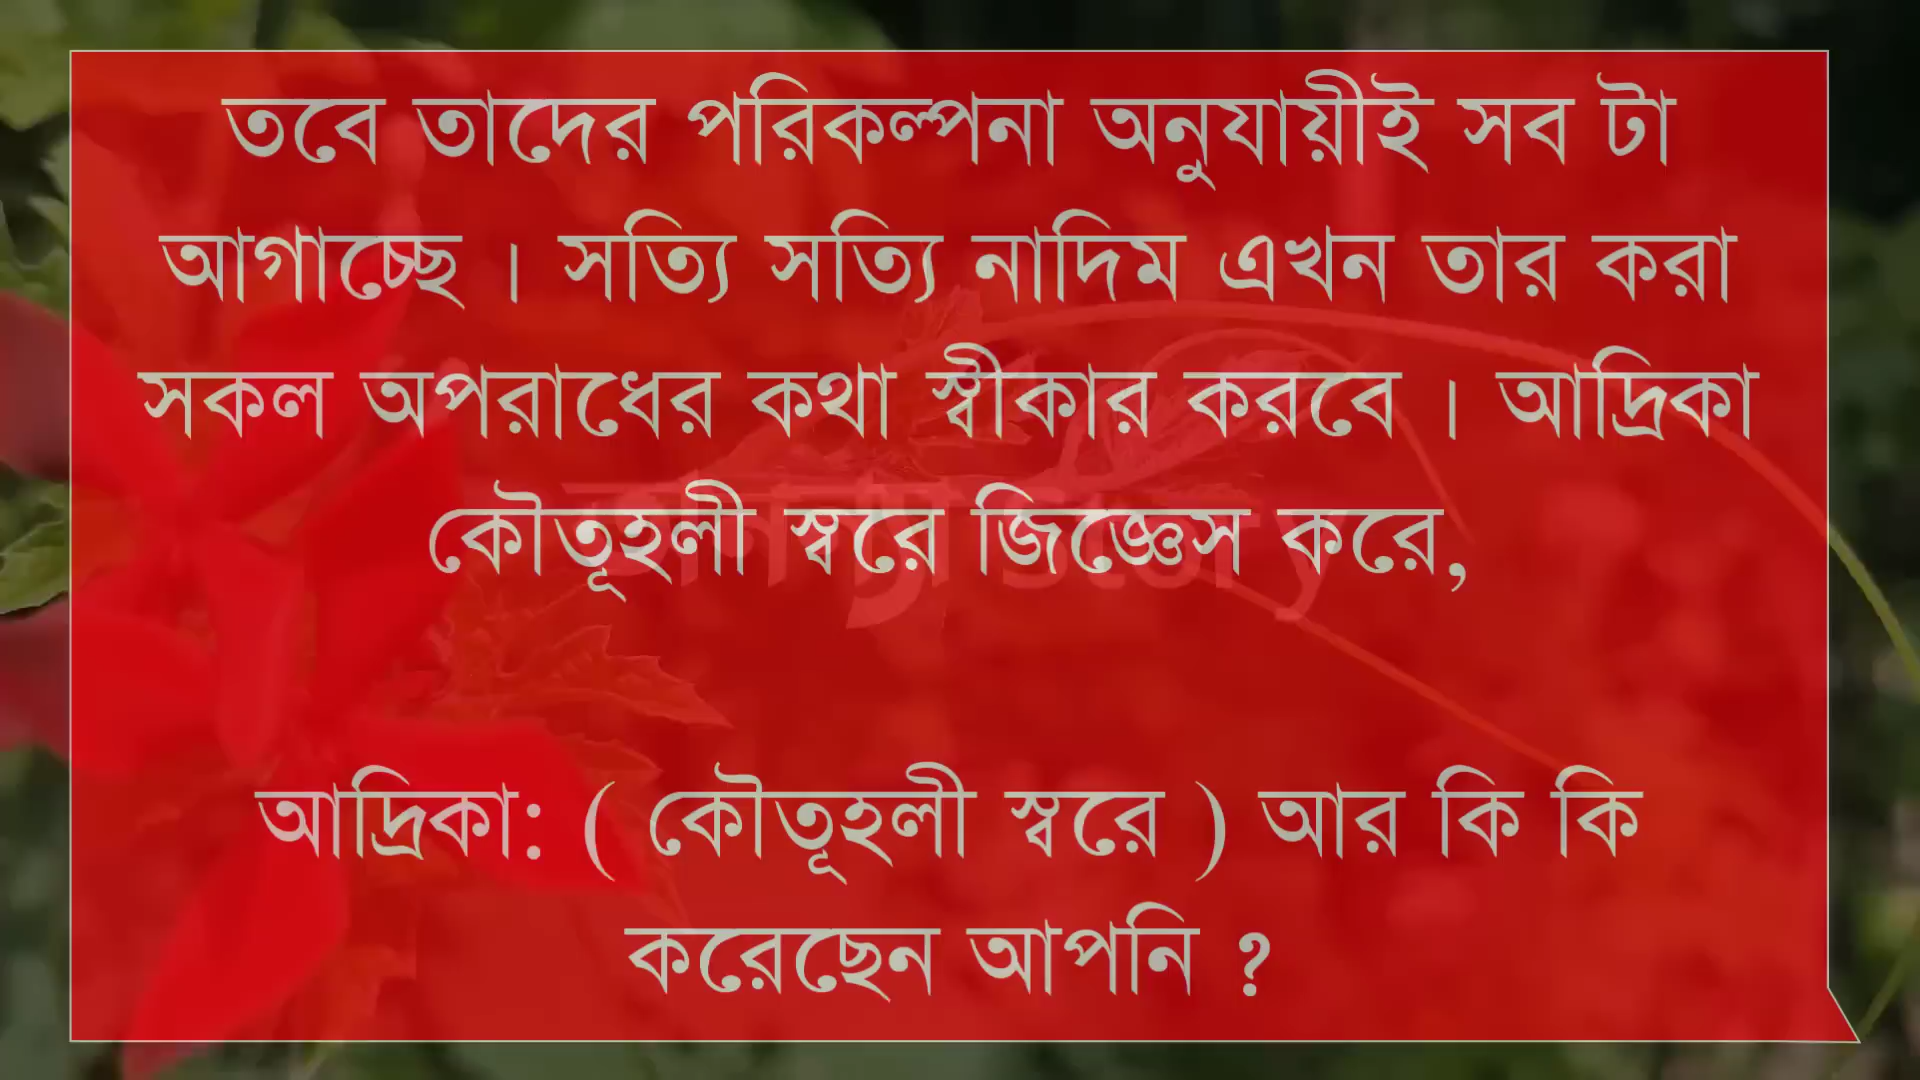 তবে তাদের পরিকল্পনা অনুযায়ীই সব টা
আগাচ্ছে । সত্যি সত্যি নাদিম এখন তার করা
সকল অপরাধের কথা স্বীকার করবে । আদ্রিকা
কৌতূহলী স্বরে জিজ্ঞেস করে,
আদ্রিকা: ( কৌতূহলী স্বরে ) আর কি কি
করেছেন আপনি ?